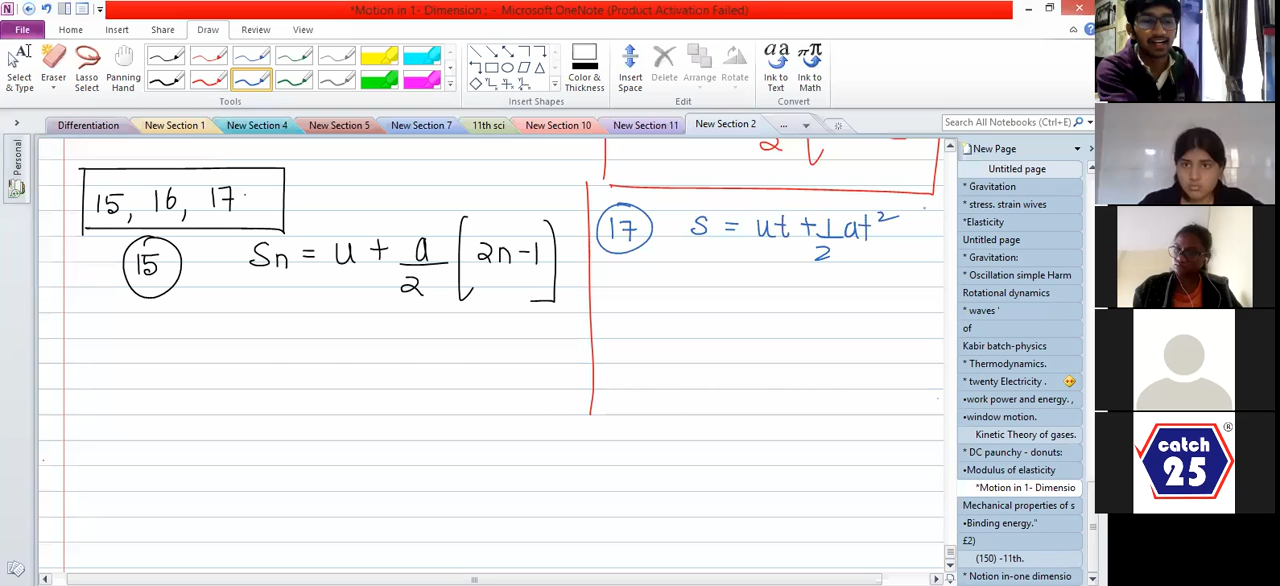 *Motion in 1- Dimension : - Microsoft OneNote (Product Activation Failed)
File Home Insert Share Draw Review View
Select & Type
Eraser
Lasso Select
Panning Hand
Color & Thickness
Insert Space
Delete
Arrange
Rotate
Ink to Text
Ink to Math
Tools
Insert Shapes
Edit
Convert
Differentiation New Section 1 New Section 4 New Section 5 New Section 7 11th sci New Section 10 New Section 11 New Section 2 ...
Search All Notebooks (Ctrl+E)
Personal
15, 16, 17
15 Sn = u + a/2 [2n-1]
2
17 S = ut + 1/2 at²
New Page
Untitled page
* Gravitation
* stress. strain wives
*Elasticity
Untitled page
* Gravitation:
* Oscillation simple Harm
Rotational dynamics
* waves '
of
Kabir batch-physics
* Thermodynamics.
* twenty Electricity .
•work power and energy. ,
•window motion.
Kinetic Theory of gases.
* DC paunchy - donuts:
•Modulus of elasticity
*Motion in 1- Dimensio
Mechanical properties of s
•Binding energy."
£2)
(150) -11th.
* Notion in-one dimensio
catch
25
®